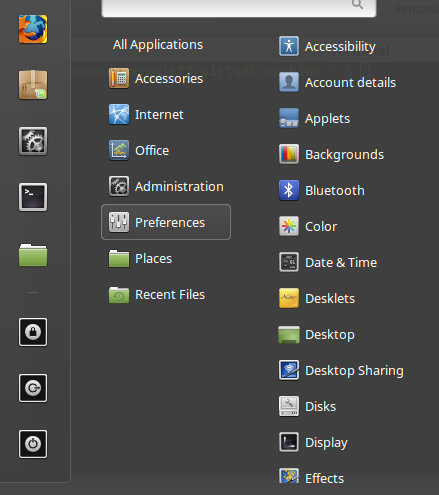 All Applications
Accessories
Internet
Office
Administration
Preferences
Places
Recent Files
Accessibility
Account details
Applets
Backgrounds
Bluetooth
Color
Date & Time
Desklets
Desktop
Desktop Sharing
Disks
Display
Effects